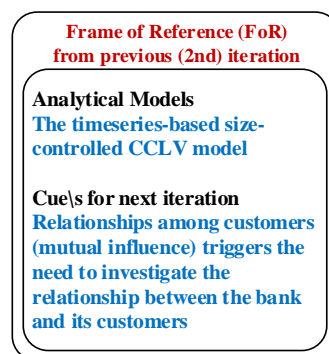 Frame of Reference (FoR)
from previous (2nd) iteration
Analytical Models
The timeseries-based size-
controlled CCLV model
Cue\s for next iteration
Relationships among customers
(mutual influence) triggers the
need to investigate the
relationship between the bank
and its customers